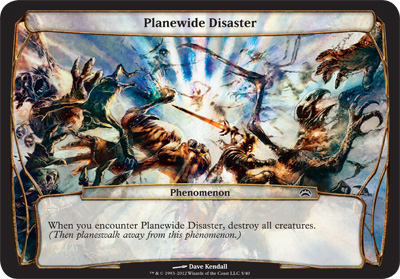 Planewide Disaster
Phenomenon
When you encounter Planewide Disaster, destroy all creatures.
(Then planeswalk away from this phenomenon.)
Dave Kendall
™ & © 1993–2012 Wizards of the Coast LLC 5/40